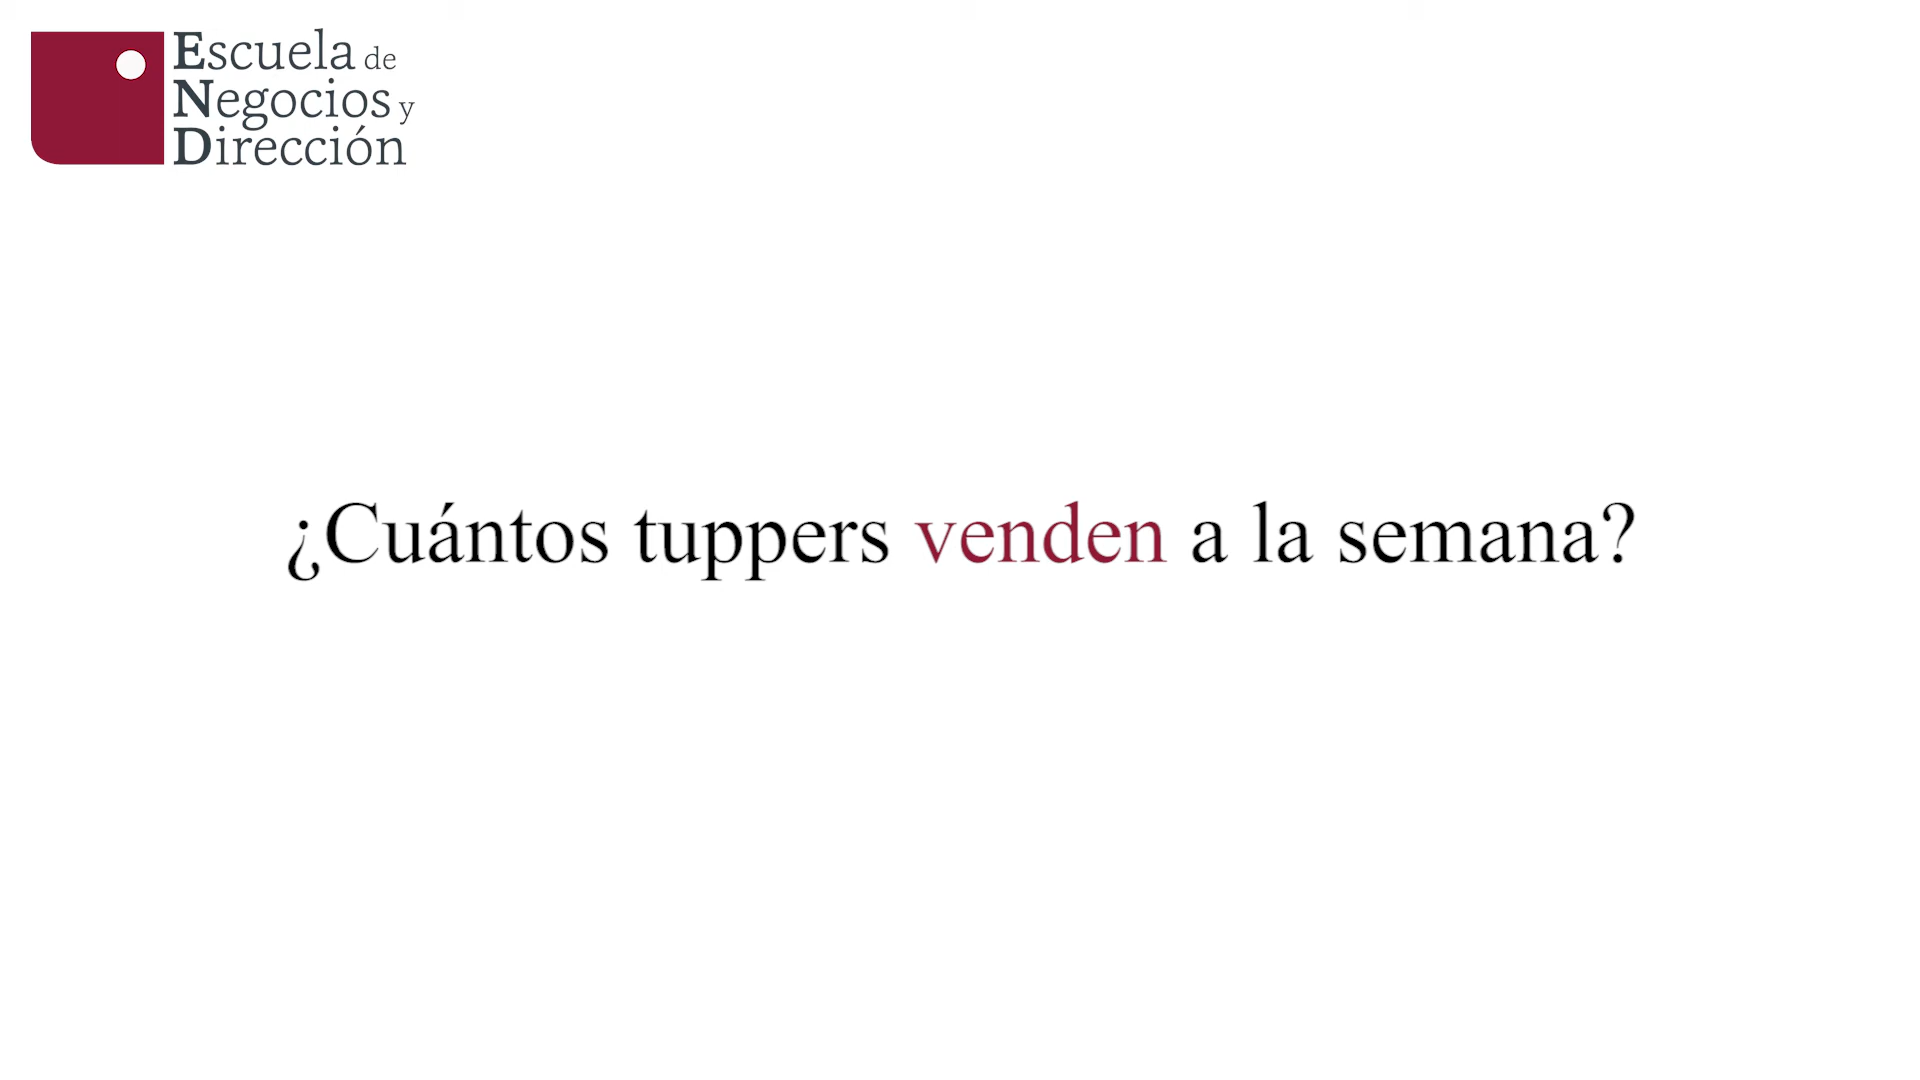 Escuela de
Negocios y
Dirección
¿Cuántos tuppers venden a la semana?